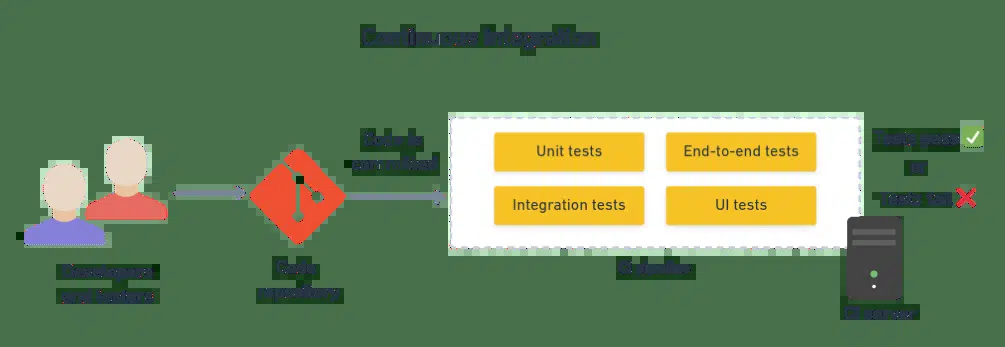 Continuous Integration
Code is
committed
Unit tests
End-to-end tests
Integration tests
UI tests
Tests pass
or
Tests fail
Developers
and testers
Code
repository
CI server